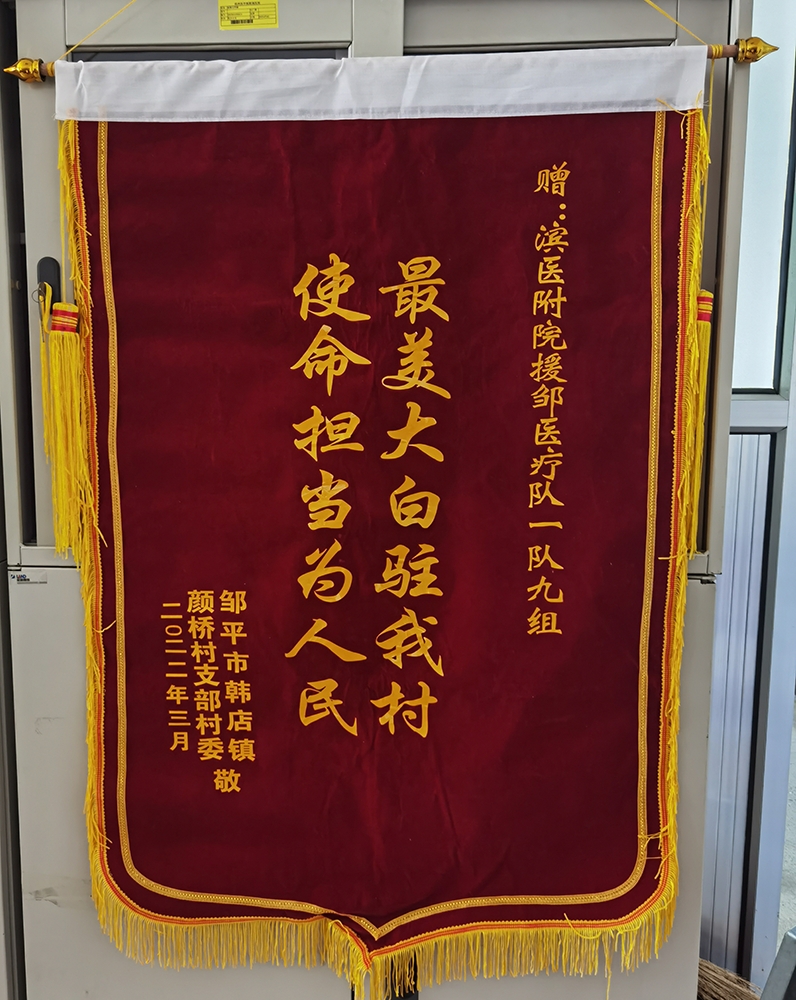 赠：滨医附院援邹医疗队一队九组
最美大白驻我村
使命担当为人民
邹平市韩店镇
颜桥村支部村委
敬
二〇二二年三月